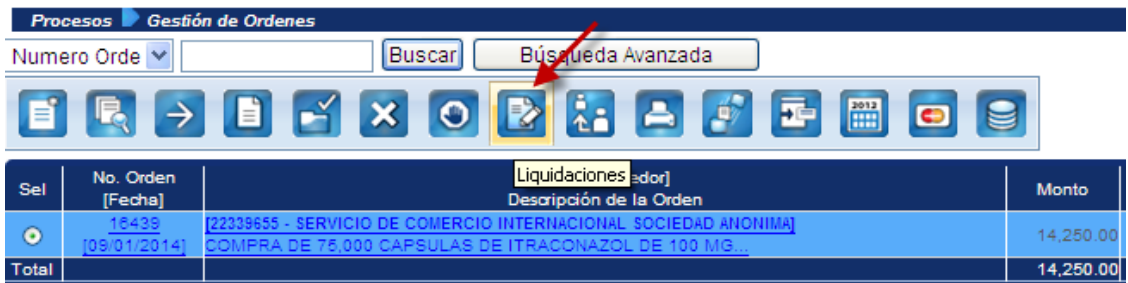 Procesos Gestión de Ordenes
Numero Orde Buscar Búsqueda Avanzada
2012
Liquidaciones
Sel No. Orden edor] Monto
[Fecha] Descripción de la Orden
16439 [22339655 - SERVICIO DE COMERCIO INTERNACIONAL SOCIEDAD ANONIMA] 14,250.00
[09/01/2014] COMPRA DE 75,000 CAPSULAS DE ITRACONAZOL DE 100 MG...
Total 14,250.00